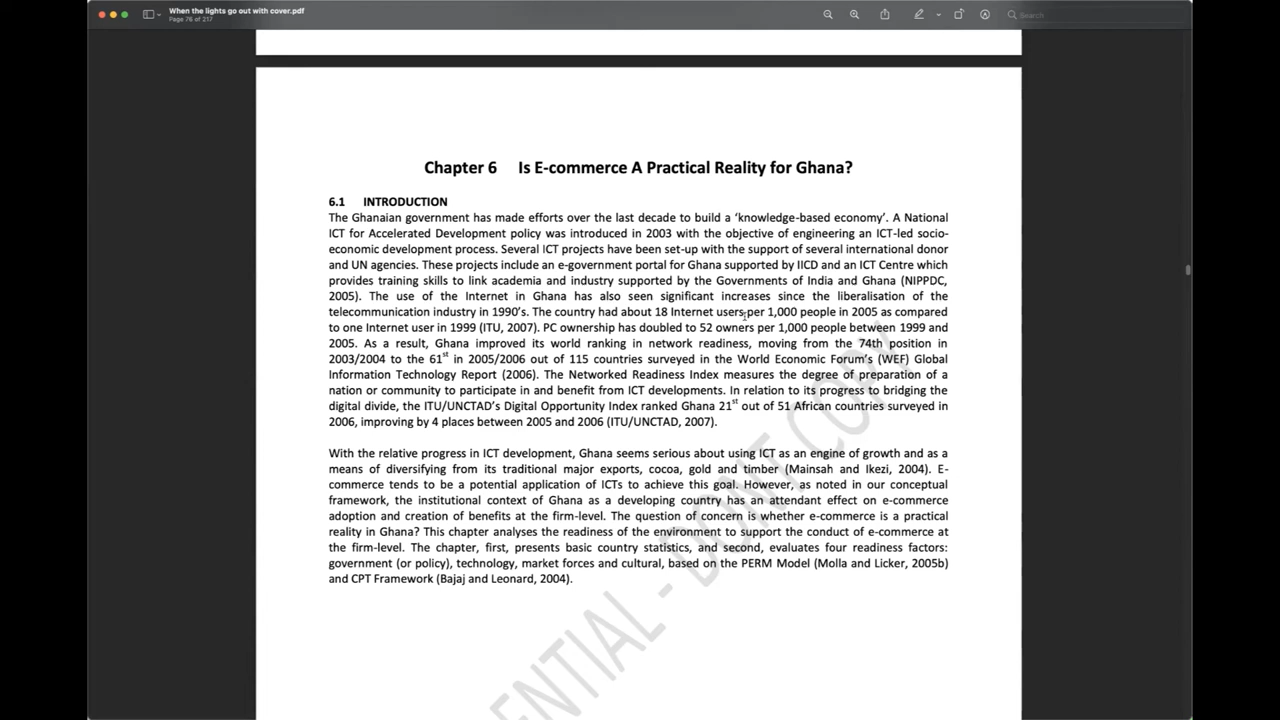 When the lights go out with cover.pdf
Page 76 of 217
Search
Chapter 6 Is E-commerce A Practical Reality for Ghana?
6.1 INTRODUCTION
The Ghanaian government has made efforts over the last decade to build a ‘knowledge-based economy’. A National
ICT for Accelerated Development policy was introduced in 2003 with the objective of engineering an ICT-led socio-
economic development process. Several ICT projects have been set-up with the support of several international donor
and UN agencies. These projects include an e-government portal for Ghana supported by IICD and an ICT Centre which
provides training skills to link academia and industry supported by the Governments of India and Ghana (NIPPDC,
2005). The use of the Internet in Ghana has also seen significant increases since the liberalisation of the
telecommunication industry in 1990’s. The country had about 18 Internet users per 1,000 people in 2005 as compared
to one Internet user in 1999 (ITU, 2007). PC ownership has doubled to 52 owners per 1,000 people between 1999 and
2005. As a result, Ghana improved its world ranking in network readiness, moving from the 74th position in
2003/2004 to the 61st in 2005/2006 out of 115 countries surveyed in the World Economic Forum’s (WEF) Global
Information Technology Report (2006). The Networked Readiness Index measures the degree of preparation of a
nation or community to participate in and benefit from ICT developments. In relation to its progress to bridging the
digital divide, the ITU/UNCTAD’s Digital Opportunity Index ranked Ghana 21st out of 51 African countries surveyed in
2006, improving by 4 places between 2005 and 2006 (ITU/UNCTAD, 2007).
With the relative progress in ICT development, Ghana seems serious about using ICT as an engine of growth and as a
means of diversifying from its traditional major exports, cocoa, gold and timber (Mainsah and Ikezi, 2004). E-
commerce tends to be a potential application of ICTs to achieve this goal. However, as noted in our conceptual
framework, the institutional context of Ghana as a developing country has an attendant effect on e-commerce
adoption and creation of benefits at the firm-level. The question of concern is whether e-commerce is a practical
reality in Ghana? This chapter analyses the readiness of the environment to support the conduct of e-commerce at
the firm-level. The chapter, first, presents basic country statistics, and second, evaluates four readiness factors:
government (or policy), technology, market forces and cultural, based on the PERM Model (Molla and Licker, 2005b)
and CPT Framework (Bajaj and Leonard, 2004).
ENTIAL - DO NOT COPY